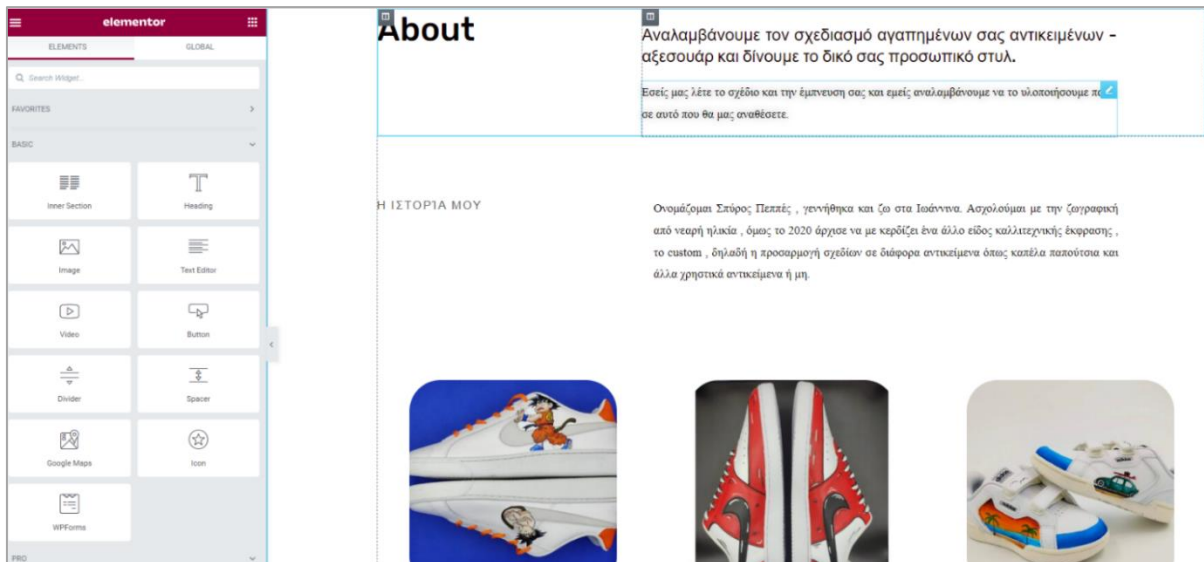 elementor
ELEMENTS
GLOBAL
Search Widget...
FAVORITES
BASIC
Inner Section
Heading
Image
Text Editor
Video
Button
Divider
Spacer
Google Maps
Icon
WPForms
PRO
About
Αναλαμβάνουμε τον σχεδιασμό αγαπημένων σας αντικειμένων –
αξεσουάρ και δίνουμε το δικό σας προσωπικό στυλ.
Εσείς μας λέτε το σχέδιο και την έμπνευση σας και εμείς αναλαμβάνουμε να το υλοποιήσουμε
σε αυτό που θα μας αναθέσετε.
Η ΙΣΤΟΡΊΑ ΜΟΥ
Ονομάζομαι Σπύρος Πεππές , γεννήθηκα και ζω στα Ιωάννινα. Ασχολούμαι με την ζωγραφική
από νεαρή ηλικία , όμως το 2020 άρχισε να με κερδίζει ένα άλλο είδος καλλιτεχνικής έκφρασης ,
το custom , δηλαδή η προσαρμογή σχεδίων σε διάφορα αντικείμενα όπως καπέλα παπούτσια και
άλλα χρηστικά αντικείμενα ή μη.